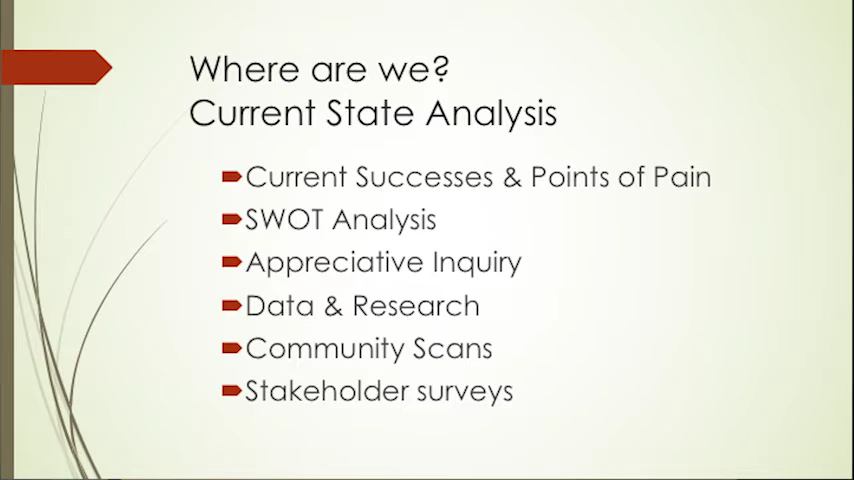 Where are we?
Current State Analysis
Current Successes & Points of Pain
SWOT Analysis
Appreciative Inquiry
Data & Research
Community Scans
Stakeholder surveys